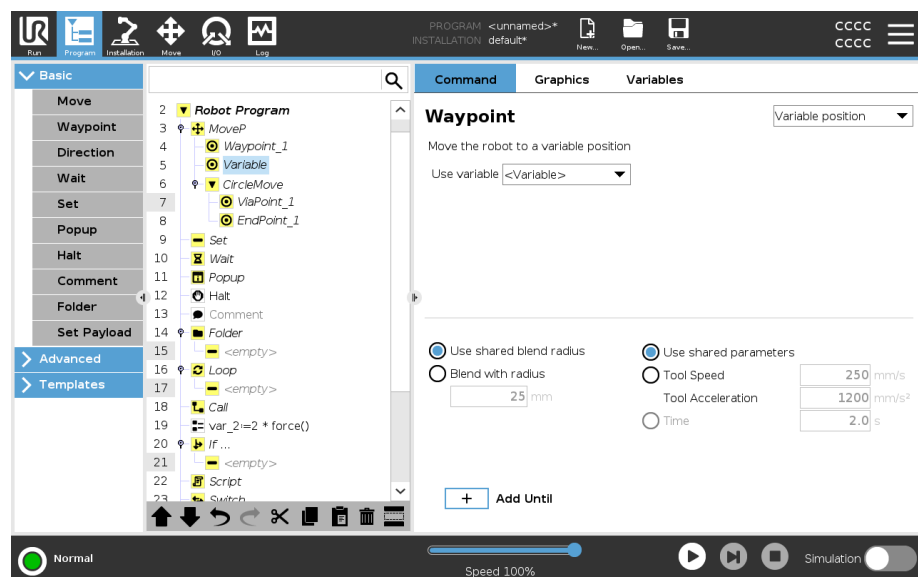 PROGRAM <unnamed>*
INSTALLATION default*
UR
Run
Program
Installation
Move
I/O
Log
New...
Open...
Save...
CCCC
CCCC
Basic
Move
Waypoint
Direction
Wait
Set
Popup
Halt
Comment
Folder
Set Payload
Advanced
Templates
2 Robot Program
3 MoveP
4 Waypoint_1
5 Variable
6 CircleMove
7 ViaPoint_1
8 EndPoint_1
9 Set
10 Wait
11 Popup
12 Halt
13 Comment
14 Folder
15 <empty>
16 Loop
17 <empty>
18 Call
19 var_2:=2 * force()
20 If ...
21 <empty>
22 Script
23 Switch
Command Graphics Variables
Waypoint
Variable position
Move the robot to a variable position
Use variable <Variable>
Use shared blend radius
Blend with radius
25 mm
Use shared parameters
Tool Speed 250 mm/s
Tool Acceleration 1200 mm/s²
Time 2.0 s
+ Add Until
Normal
Speed 100%
Simulation